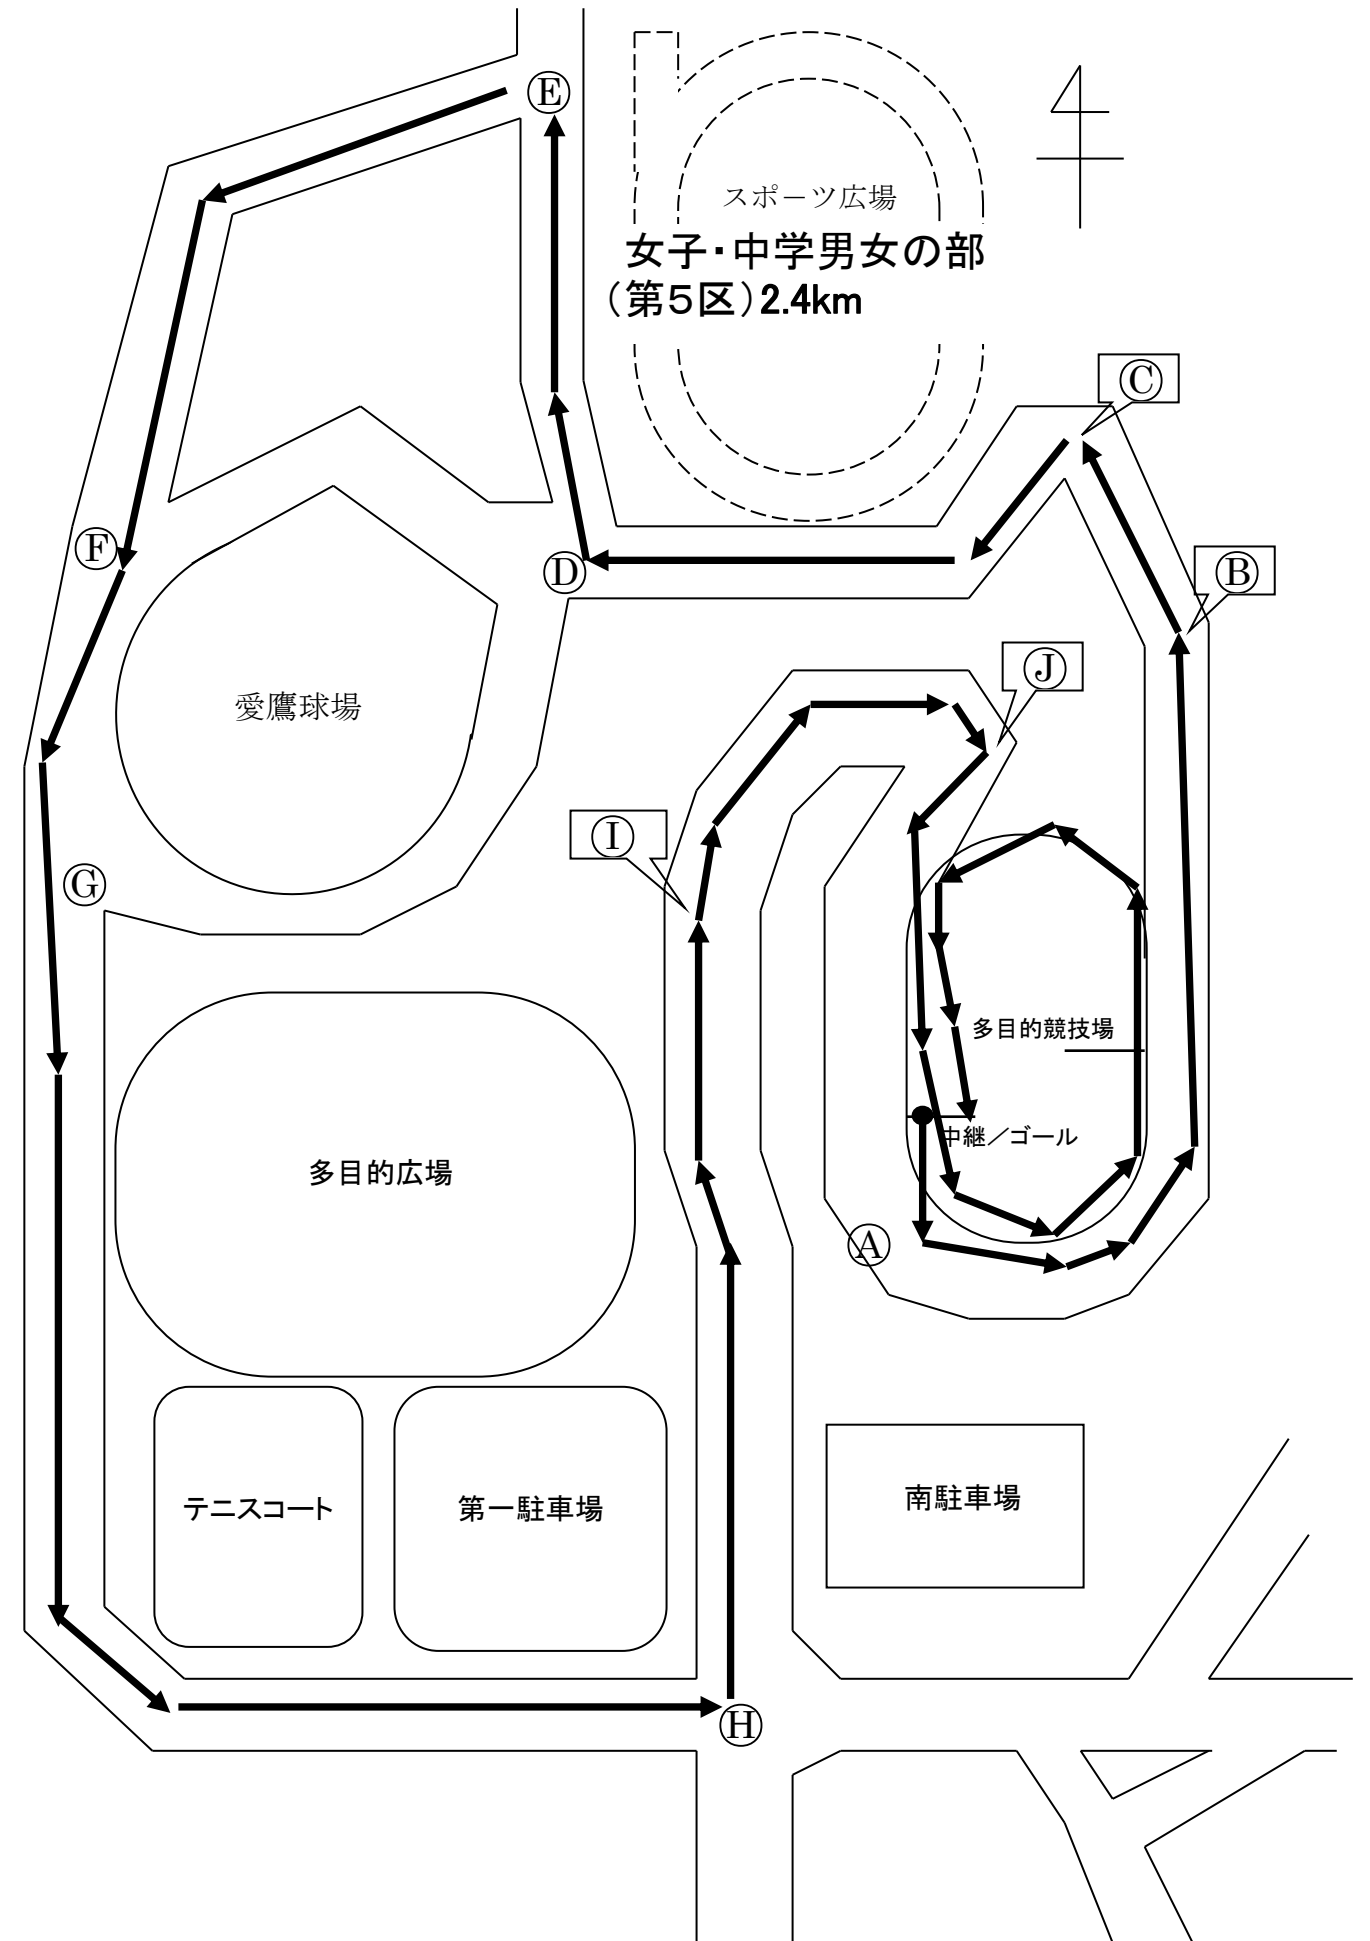 Ⓔ
スポーツ広場
女子・中学男女の部
（第５区）2.4km
Ⓒ
Ⓕ
Ⓓ
Ⓑ
Ⓙ
愛鷹球場
Ⓘ
Ⓖ
多目的競技場
中継／ゴール
多目的広場
Ⓐ
テニスコート
第一駐車場
南駐車場
Ⓗ